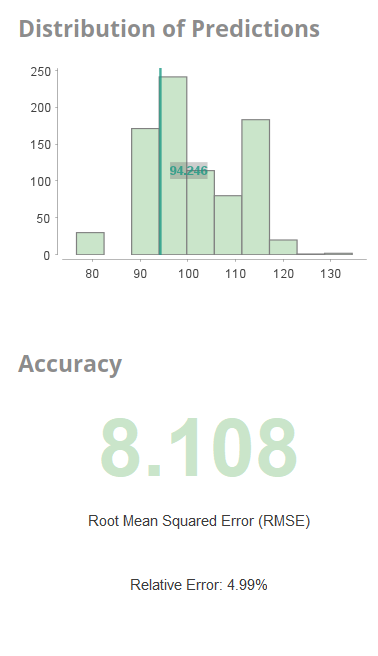 Distribution of Predictions
250
200
150
100
50
0
94.246
80 90 100 110 120 130
Accuracy
8.108
Root Mean Squared Error (RMSE)
Relative Error: 4.99%